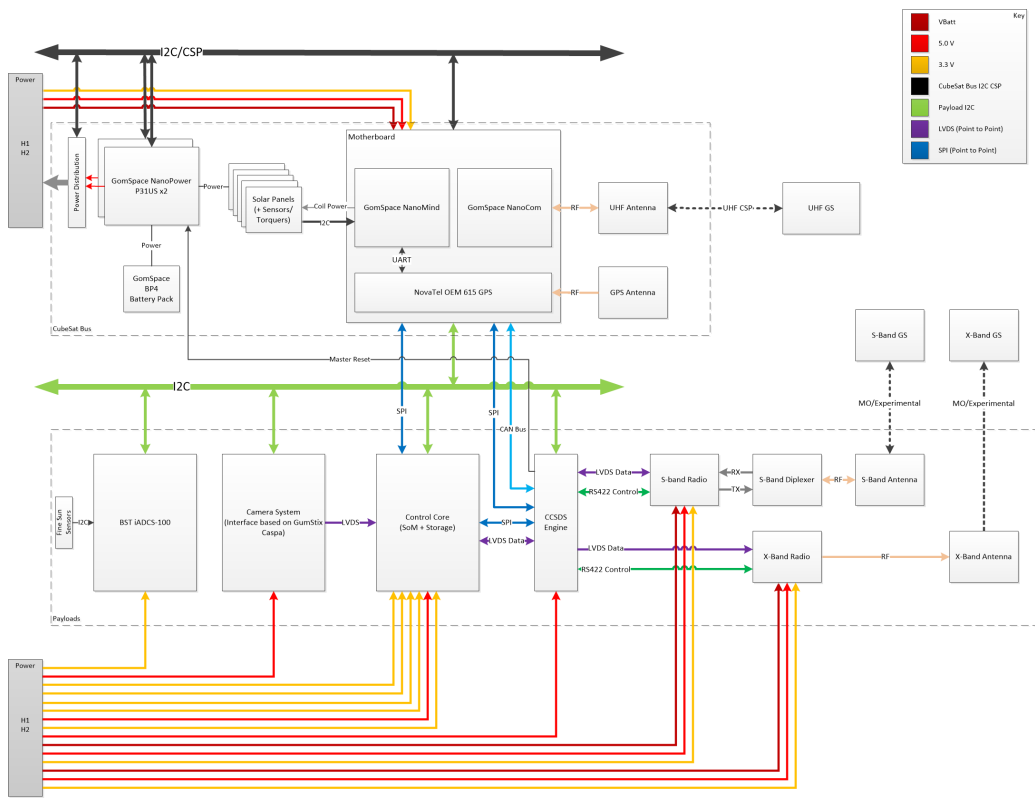 Key
VBatt
5.0 V
3.3 V
CubeSat Bus I2C CSP
Payload I2C
LVDS (Point to Point)
SPI (Point to Point)
I2C/CSP
Power
H1
H2
Motherboard
Power Distribution
GomSpace NanoPower
P31US x2
Power
Solar Panels
(+ Sensors/
Torquers)
Coil Power
I2C
GomSpace NanoMind
GomSpace NanoCom
RF
UHF Antenna
UHF CSP
UHF GS
Power
UART
GomSpace
BP4
Battery Pack
NovaTel OEM 615 GPS
RF
GPS Antenna
CubeSat Bus
Master Reset
S-Band GS
X-Band GS
I2C
SPI
SPI
CAN Bus
MO/Experimental
MO/Experimental
Fine Sun
Sensors
I2C
BST iADCS-100
Camera System
(Interface based on GumStix
Caspa)
LVDS
Control Core
(SoM + Storage)
SPI
LVDS Data
CCSDS
Engine
LVDS Data
RS422 Control
S-band Radio
RX
TX
S-Band Diplexer
RF
S-Band Antenna
LVDS Data
RS422 Control
X-Band Radio
RF
X-Band Antenna
Payloads
Power
H1
H2